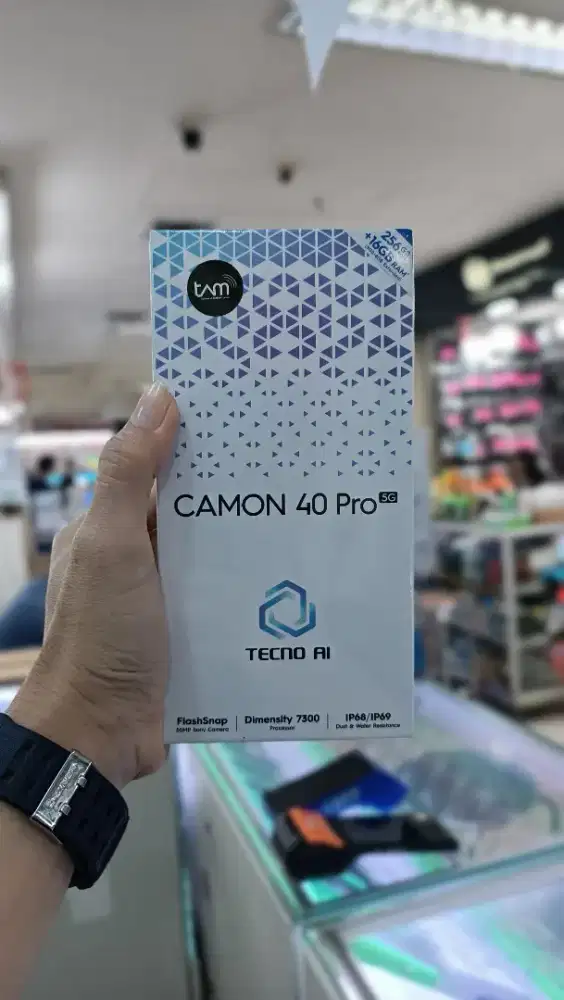 256GB
+16GB RAM*
tam
CAMON 40 Pro 5G
TECNO AI
FlashSnap
50MP Sony Camera
Dimensity 7300
Processor
IP68/IP69
Dust & Water Resistance